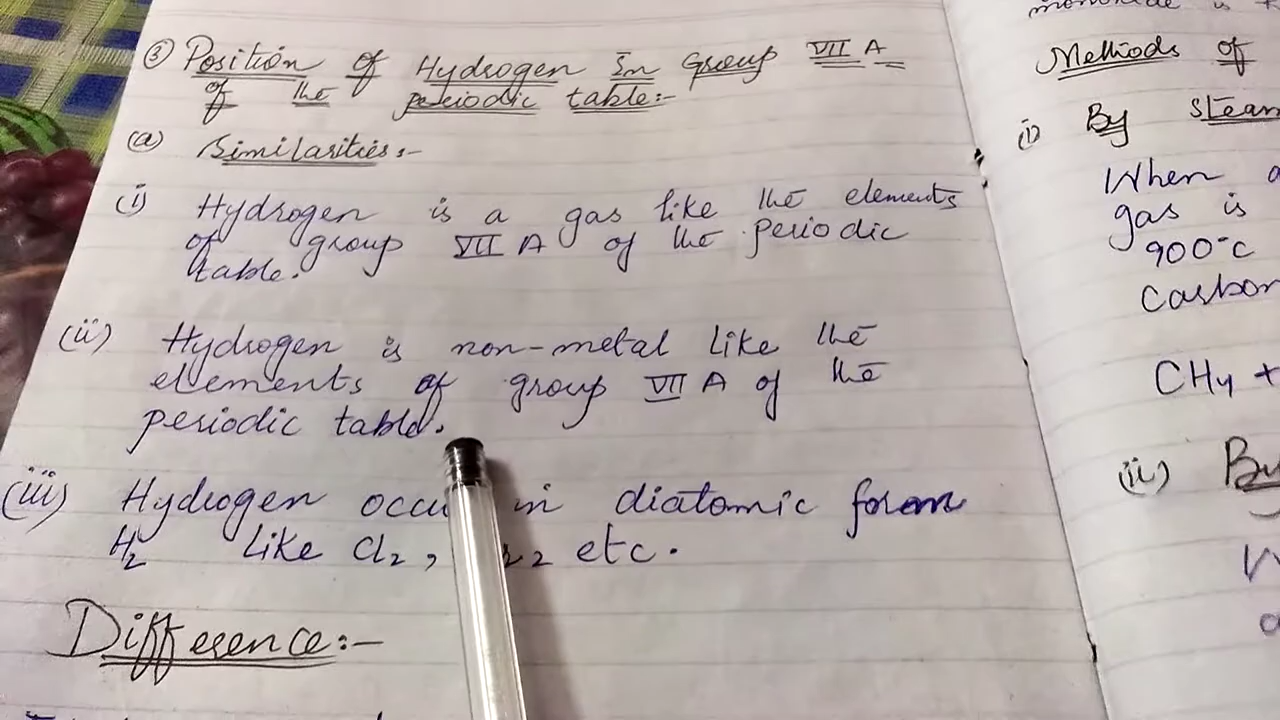 ③ Position of Hydrogen In Group VII A
of the periodic table:-
(a) Similarities:-
(i) Hydrogen is a gas like the elements
of group VII A of the periodic
table.
(ii) Hydrogen is non-metal like the
elements of group VII A of the
periodic table.
(iii) Hydrogen in diatomic form
H₂ like Cl₂, etc.
Difference:-
is
Methods of
(i) By
When
gas is
900°c
CH₄ +
(ii)